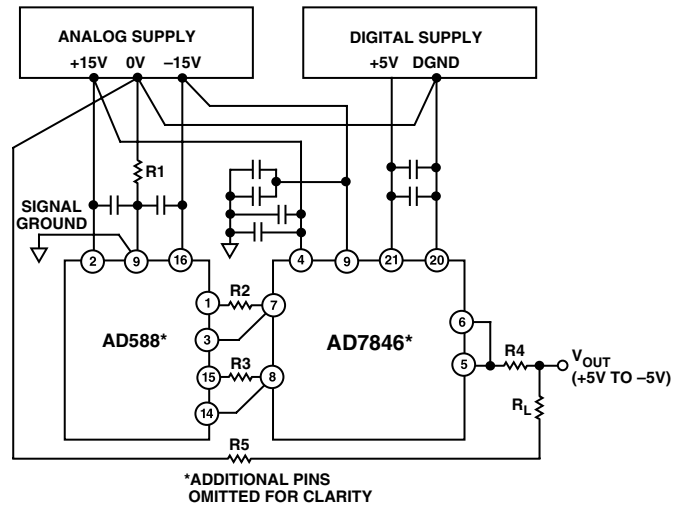 ANALOG SUPPLY
+15V 0V –15V
DIGITAL SUPPLY
+5V DGND
R1
SIGNAL
GROUND
2 9 16
4 9 21 20
1 R2 7
3
AD588*
15 R3 8
14
AD7846*
6
5 R4
VOUT
(+5V TO –5V)
RL
R5
*ADDITIONAL PINS
OMITTED FOR CLARITY